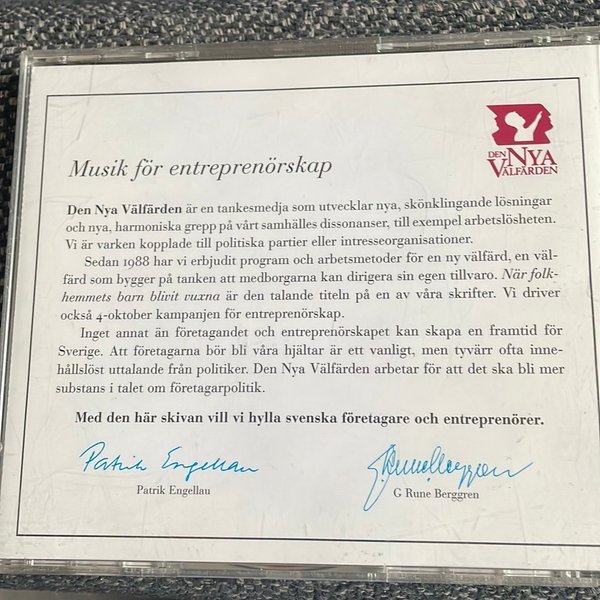 DEN NYA
VÄLFÄRDEN
Musik för entreprenörskap
Den Nya Välfärden är en tankesmedja som utvecklar nya, skönklingande lösningar
och nya, harmoniska grepp på vårt samhälles dissonanser, till exempel arbetslösheten.
Vi är varken kopplade till politiska partier eller intresseorganisationer.
Sedan 1988 har vi erbjudit program och arbetsmetoder för en ny välfärd, en väl-
färd som bygger på tanken att medborgarna kan dirigera sin egen tillvaro. När folk-
hemmets barn blivit vuxna är den talande titeln på en av våra skrifter. Vi driver
också 4-oktober kampanjen för entreprenörskap.
Inget annat än företagandet och entreprenörskapet kan skapa en framtid för
Sverige. Att företagarna bör bli våra hjältar är ett vanligt, men tyvärr ofta inne-
hållslöst uttalande från politiker. Den Nya Välfärden arbetar för att det ska bli mer
substans i talet om företagarpolitik.
Med den här skivan vill vi hylla svenska företagare och entreprenörer.
Patrik Engellau
Patrik Engellau
G Rune Berggren
G Rune Berggren